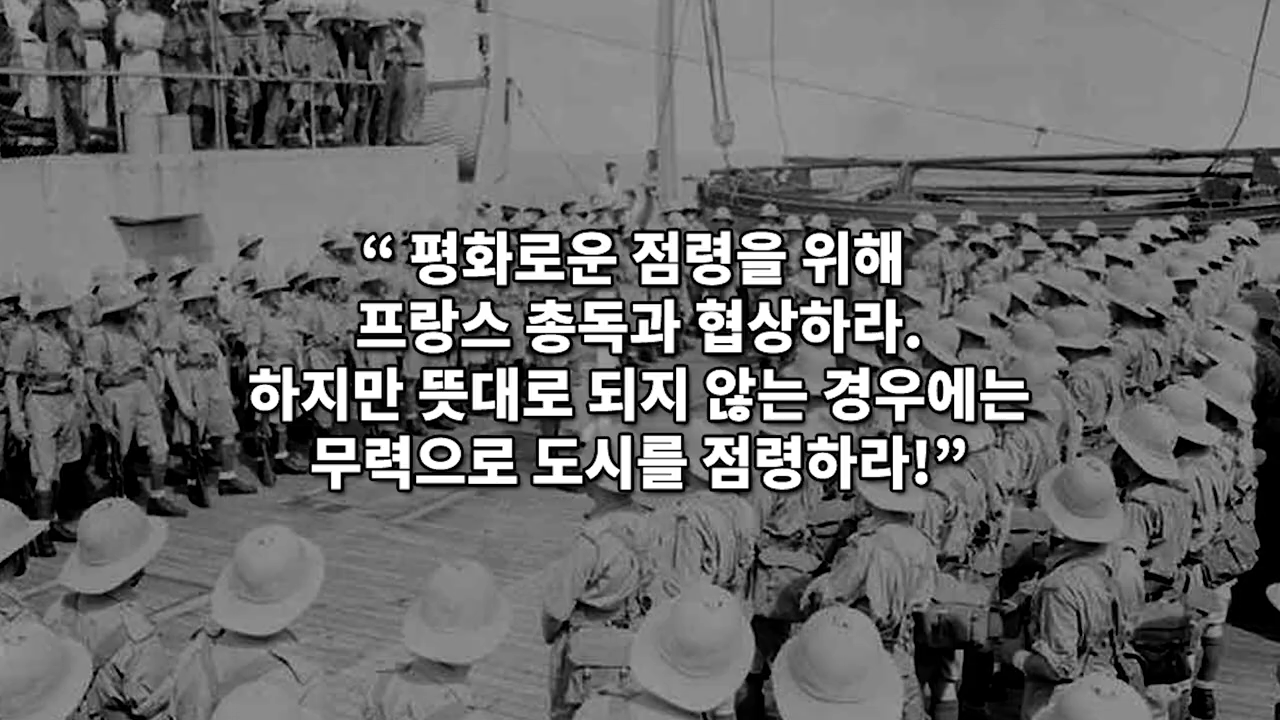 “ 평화로운 점령을 위해
프랑스 총독과 협상하라.
하지만 뜻대로 되지 않는 경우에는
무력으로 도시를 점령하라!”